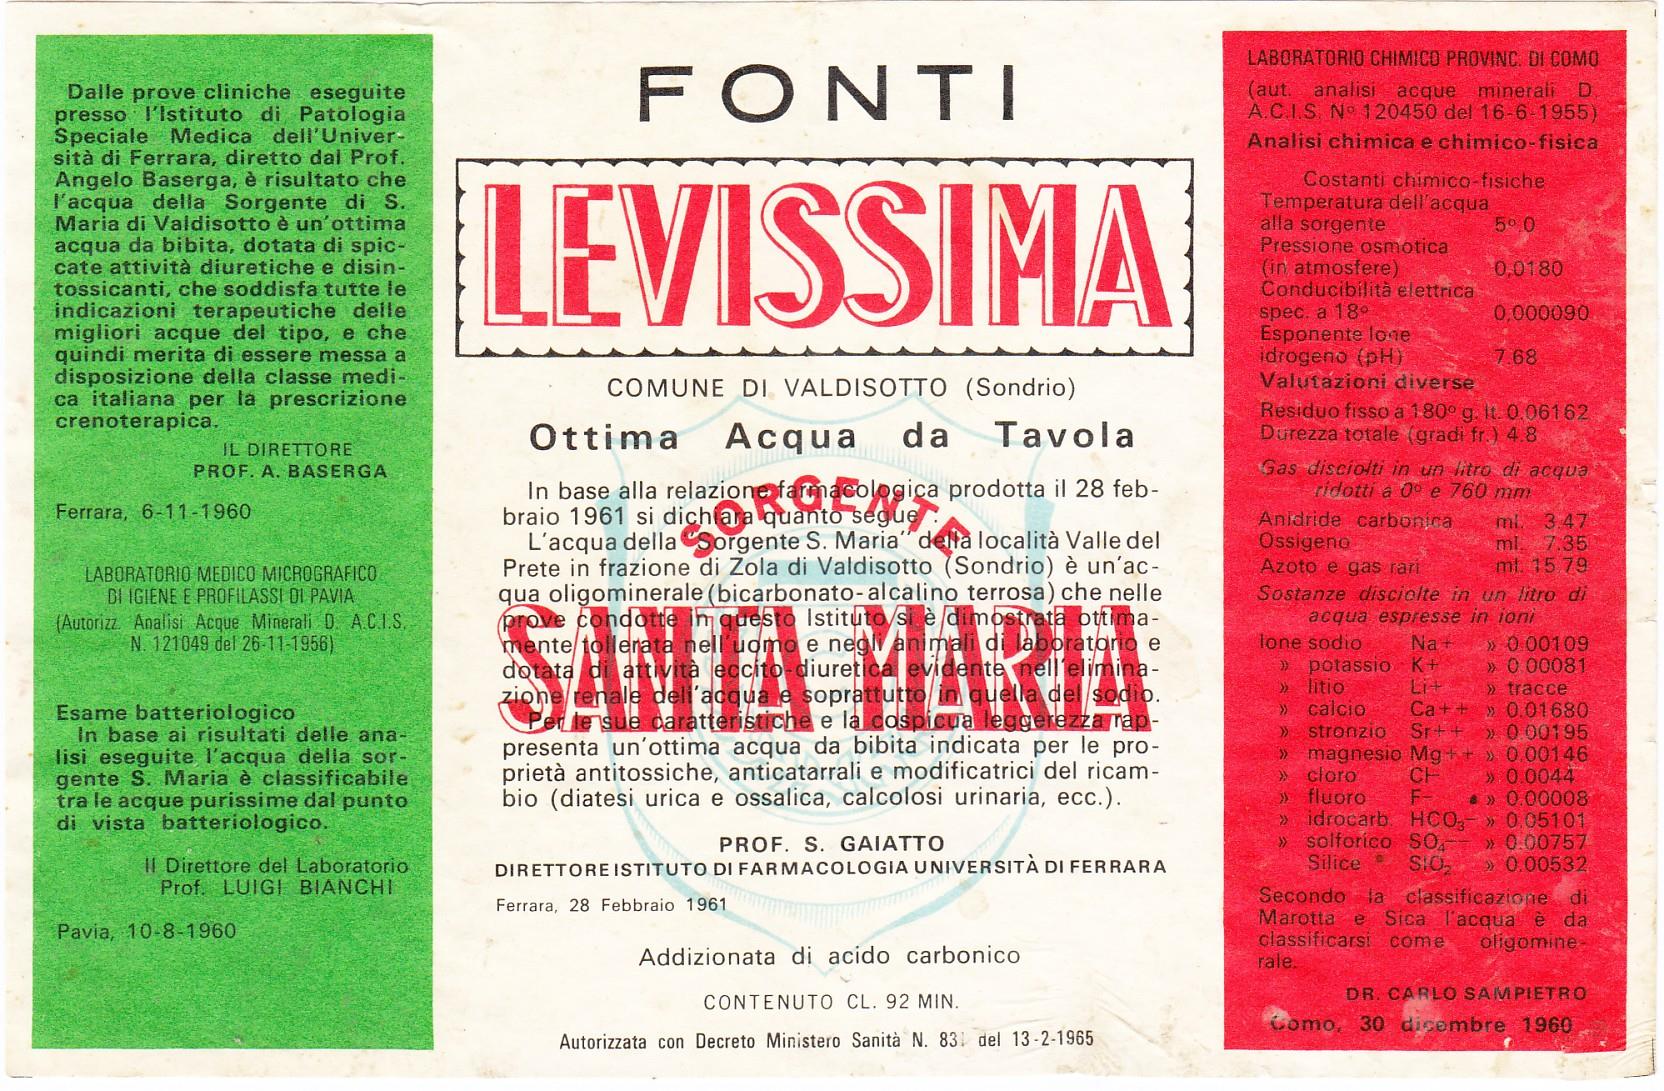 Dalle prove cliniche eseguite
presso l'Istituto di Patologia
Speciale Medica dell'Univer-
sità di Ferrara, diretto dal Prof.
Angelo Baserga, è risultato che
l'acqua della Sorgente di S.
Maria di Valdisotto è un'ottima
acqua da bibita, dotata di spic-
cate attività diuretiche e disin-
tossicanti, che soddisfa tutte le
indicazioni terapeutiche delle
migliori acque del tipo, e che
quindi merita di essere messa a
disposizione della classe medi-
ca italiana per la prescrizione
crenoterapica.
IL DIRETTORE
PROF. A. BASERGA
Ferrara, 6-11-1960
LABORATORIO MEDICO MICROGRAFICO
DI IGIENE E PROFILASSI DI PAVIA
(Autorizz. Analisi Acque Minerali D. A.C.I.S.
N. 121049 del 26-11-1956)
Esame batteriologico
In base ai risultati delle ana-
lisi eseguite l'acqua della sor-
gente S. Maria è classificabile
tra le acque purissime dal punto
di vista batteriologico.
Il Direttore del Laboratorio
Prof. LUIGI BIANCHI
Pavia, 10-8-1960
FONTI
LEVISSIMA
COMUNE DI VALDISOTTO (Sondrio)
Ottima Acqua da Tavola
SORGENTE
SANTA MARIA
In base alla relazione farmacologica prodotta il 28 feb-
braio 1961 si dichiara quanto segue :
L'acqua della "Sorgente S. Maria" della località Valle del
Prete in frazione di Zola di Valdisotto (Sondrio) è un'ac-
qua oligominerale (bicarbonato-alcalino terrosa) che nelle
prove condotte in questo Istituto si è dimostrata ottima-
mente tollerata nell'uomo e negli animali di laboratorio e
dotata di attività eccito-diuretica evidente nell'elimina-
zione renale dell'acqua e soprattutto in quella del sodio.
Per le sue caratteristiche e la cospicua leggerezza rap-
presenta un'ottima acqua da bibita indicata per le pro-
prietà antitossiche, anticatarrali e modificatrici del ricam-
bio (diatesi urica e ossalica, calcolosi urinaria, ecc.).
PROF. S. GAIATTO
DIRETTORE ISTITUTO DI FARMACOLOGIA UNIVERSITÀ DI FERRARA
Ferrara, 28 Febbraio 1961
Addizionata di acido carbonico
CONTENUTO CL. 92 MIN.
Autorizzata con Decreto Ministero Sanità N. del 13-2-1965
LABORATORIO CHIMICO PROVINC. DI COMO
(aut. analisi acque minerali D.
A.C.I.S. Nº 120450 del 16-6-1955)
Analisi chimica e chimico-fisica
Costanti chimico-fisiche
Temperatura dell'acqua
alla sorgente 5º.0
Pressione osmotica
(in atmosfere) 0,0180
Conducibilità elettrica
spec. a 18º 0,000090
Esponente Ione
idrogeno (pH) 7.68
Valutazioni diverse
Residuo fisso a 180º g. lt. 0.06162
Durezza totale (gradi fr.) 4.8
Gas disciolti in un litro di acqua
ridotti a 0º e 760 mm
Anidride carbonica ml. 3.47
Ossigeno ml. 7.35
Azoto e gas rari ml. 15.79
Sostanze disciolte in un litro di
acqua espresse in ioni
Ione sodio Na+ » 0.00109
» potassio K+ » 0.00081
» litio Li+ » tracce
» calcio Ca++ » 0.01680
» stronzio Sr++ » 0.00195
» magnesio Mg++ » 0.00146
» cloro Cl- » 0.0044
» fluoro F- » 0.00008
» idrocarb. HCO₃- » 0.05101
» solforico SO₄-- » 0.00757
Silice SIO₂ » 0.00532
Secondo la classificazione di
Marotta e Sica l'acqua è da
classificarsi come oligomine-
rale.
DR. CARLO SAMPIETRO
Como, 30 dicembre 1960